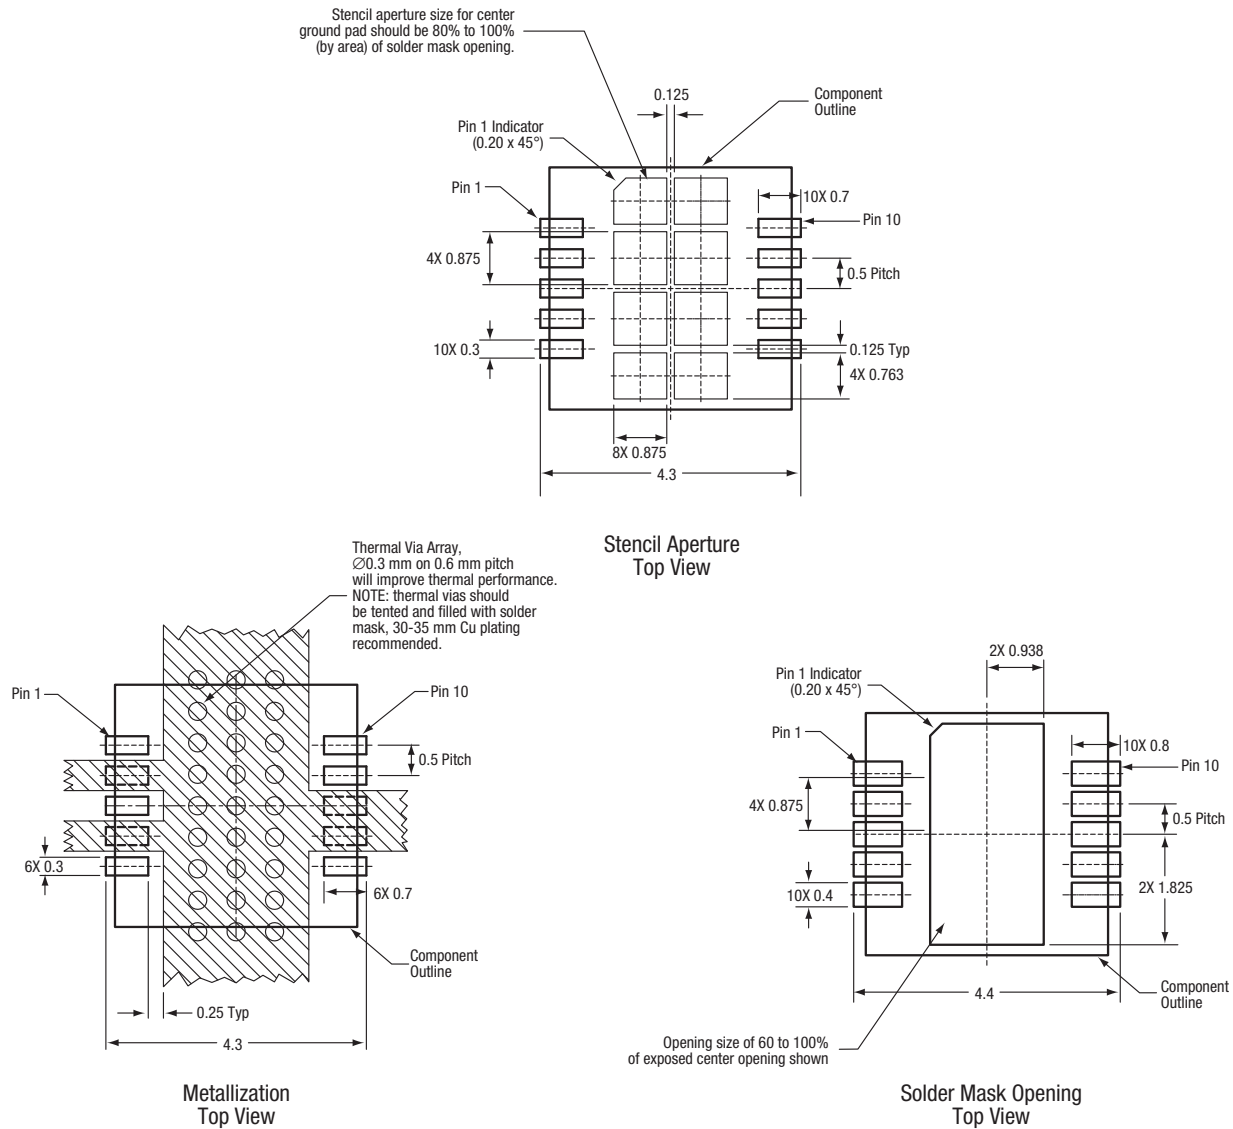 Stencil aperture size for center
ground pad should be 80% to 100%
(by area) of solder mask opening.
0.125
Component
Outline
Pin 1 Indicator
(0.20 x 45°)
Pin 1
10X 0.7
Pin 10
4X 0.875
0.5 Pitch
10X 0.3
0.125 Typ
4X 0.763
8X 0.875
4.3
Stencil Aperture
Top View
Thermal Via Array,
∅0.3 mm on 0.6 mm pitch
will improve thermal performance.
NOTE: thermal vias should
be tented and filled with solder
mask, 30-35 mm Cu plating
recommended.
Pin 1
Pin 10
0.5 Pitch
6X 0.3
6X 0.7
Component
Outline
0.25 Typ
4.3
Metallization
Top View
2X 0.938
Pin 1 Indicator
(0.20 x 45°)
Pin 1
10X 0.8
Pin 10
4X 0.875
0.5 Pitch
10X 0.4
2X 1.825
4.4
Component
Outline
Opening size of 60 to 100%
of exposed center opening shown
Solder Mask Opening
Top View